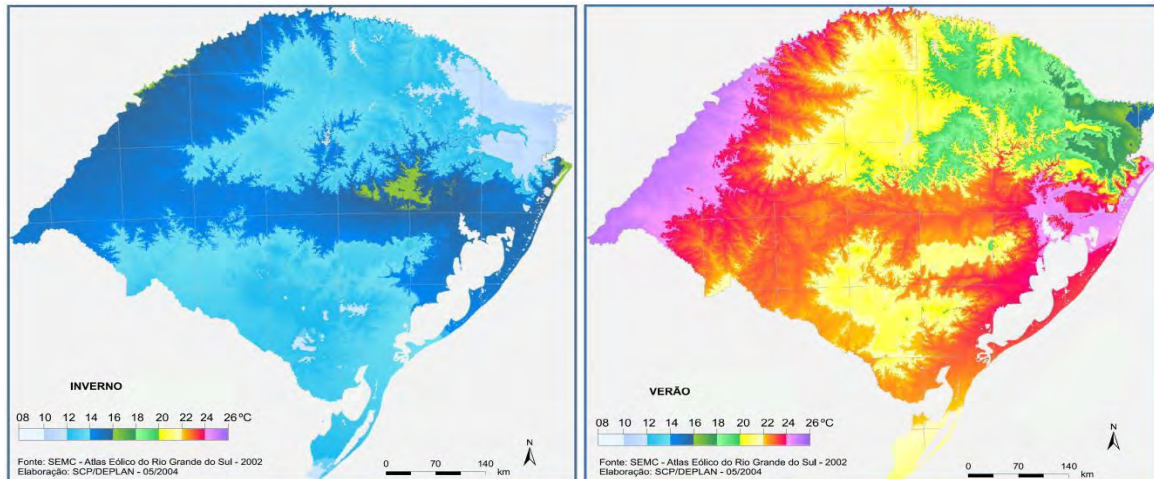 INVERNO
08 10 12 14 16 18 20 22 24 26 ºC
Fonte: SEMC - Atlas Eólico do Rio Grande do Sul - 2002
Elaboração: SCP/DEPLAN - 05/2004
0 70 140
km
N
VERÃO
08 10 12 14 16 18 20 22 24 26 ºC
Fonte: SEMC - Atlas Eólico do Rio Grande do Sul - 2002
Elaboração: SCP/DEPLAN - 05/2004
0 70 140
km
N